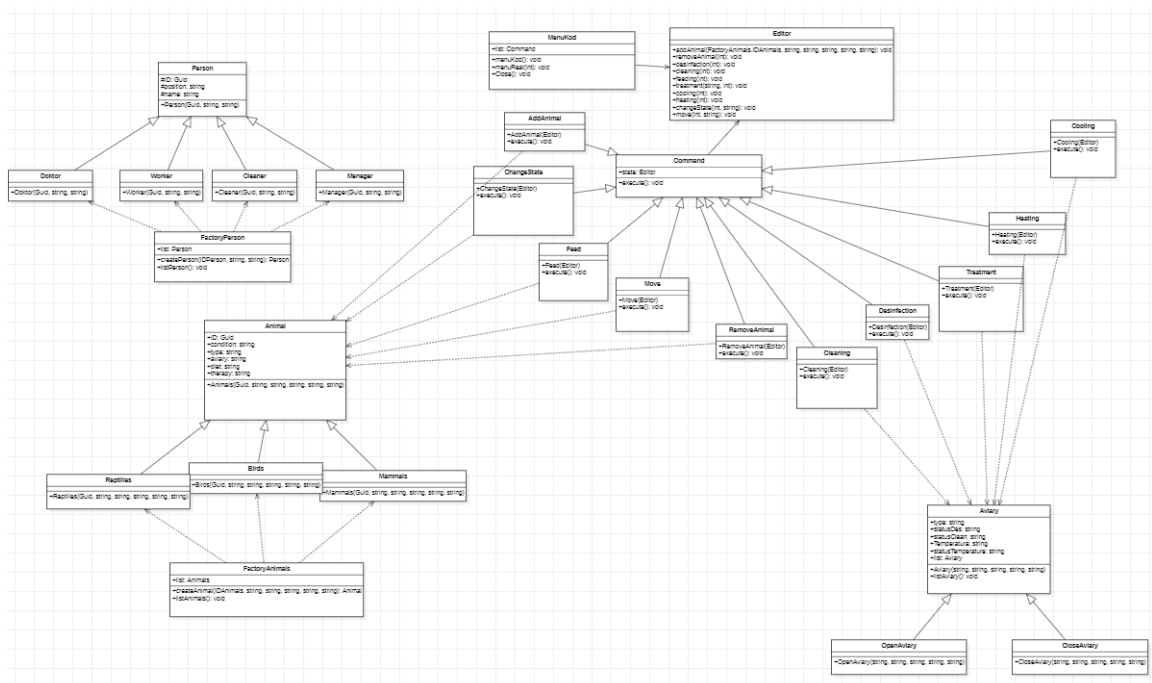 MenuKod
+list: Command
+menuKod(): void
+menuReal(int): void
+Close(): void
Editor
+addAnimal(FactoryAnimals.IDAnimals, string, string, string, string, string): void
+removeAnimal(int): void
+desinfection(int): void
+cleaning(int): void
+feeding(int): void
+treatment(string, int): void
+cooling(int): void
+heating(int): void
+changeState(int, string): void
+move(int, string): void
Person
#ID: Guid
#position: string
#name: string
+Person(Guid, string, string)
AddAnimal
+AddAnimal(Editor)
+execute(): void
Cooling
+Cooling(Editor)
+execute(): void
Command
+state: Editor
+execute(): void
ChangeState
+ChangeState(Editor)
+execute(): void
Doktor
+Doktor(Guid, string, string)
Worker
+Worker(Guid, string, string)
Cleaner
+Cleaner(Guid, string, string)
Meneger
+Manager(Guid, string, string)
Heating
+Heating(Editor)
+execute(): void
FactoryPerson
+list: Person
+createPerson(IDPerson, string, string): Person
+listPerson(): void
Feed
+Feed(Editor)
+execute(): void
Treatment
+Treatment(Editor)
+execute(): void
Move
+Move(Editor)
+execute(): void
Desinfection
+Desinfection(Editor)
+execute(): void
Animal
+ID: Guid
+condition: string
+type: string
+aviary: string
+diet: string
+therapy: string
+Animals(Guid, string, string, string, string, string)
RemoveAnimal
+RemoveAnimal(Editor)
+execute(): void
Cleaning
+Cleaning(Editor)
+execute(): void
Reptiles
+Reptiles(Guid, string, string, string, string, string)
Birds
+Birds(Guid, string, string, string, string, string)
Mammals
+Mammals(Guid, string, string, string, string, string)
Aviary
+type: string
+statusDes: string
+statusClean: string
+Temperature: string
+statusTemperature: string
+list: Aviary
+Aviary(string, string, string, string, string)
+listAviary(): void
FactoryAnimals
+list: Animals
+createAnimal(IDAnimals, string, string, string, string, string): Animal
+listAnimals(): void
OpenAviary
+OpenAviary(string, string, string, string, string)
CloseAviary
+CloseAviary(string, string, string, string, string)